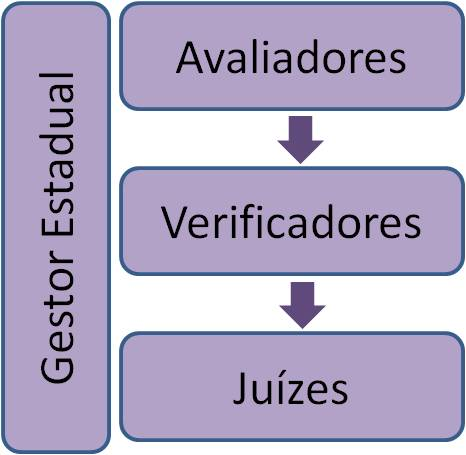 Gestor Estadual
Avaliadores
Verificadores
Juízes